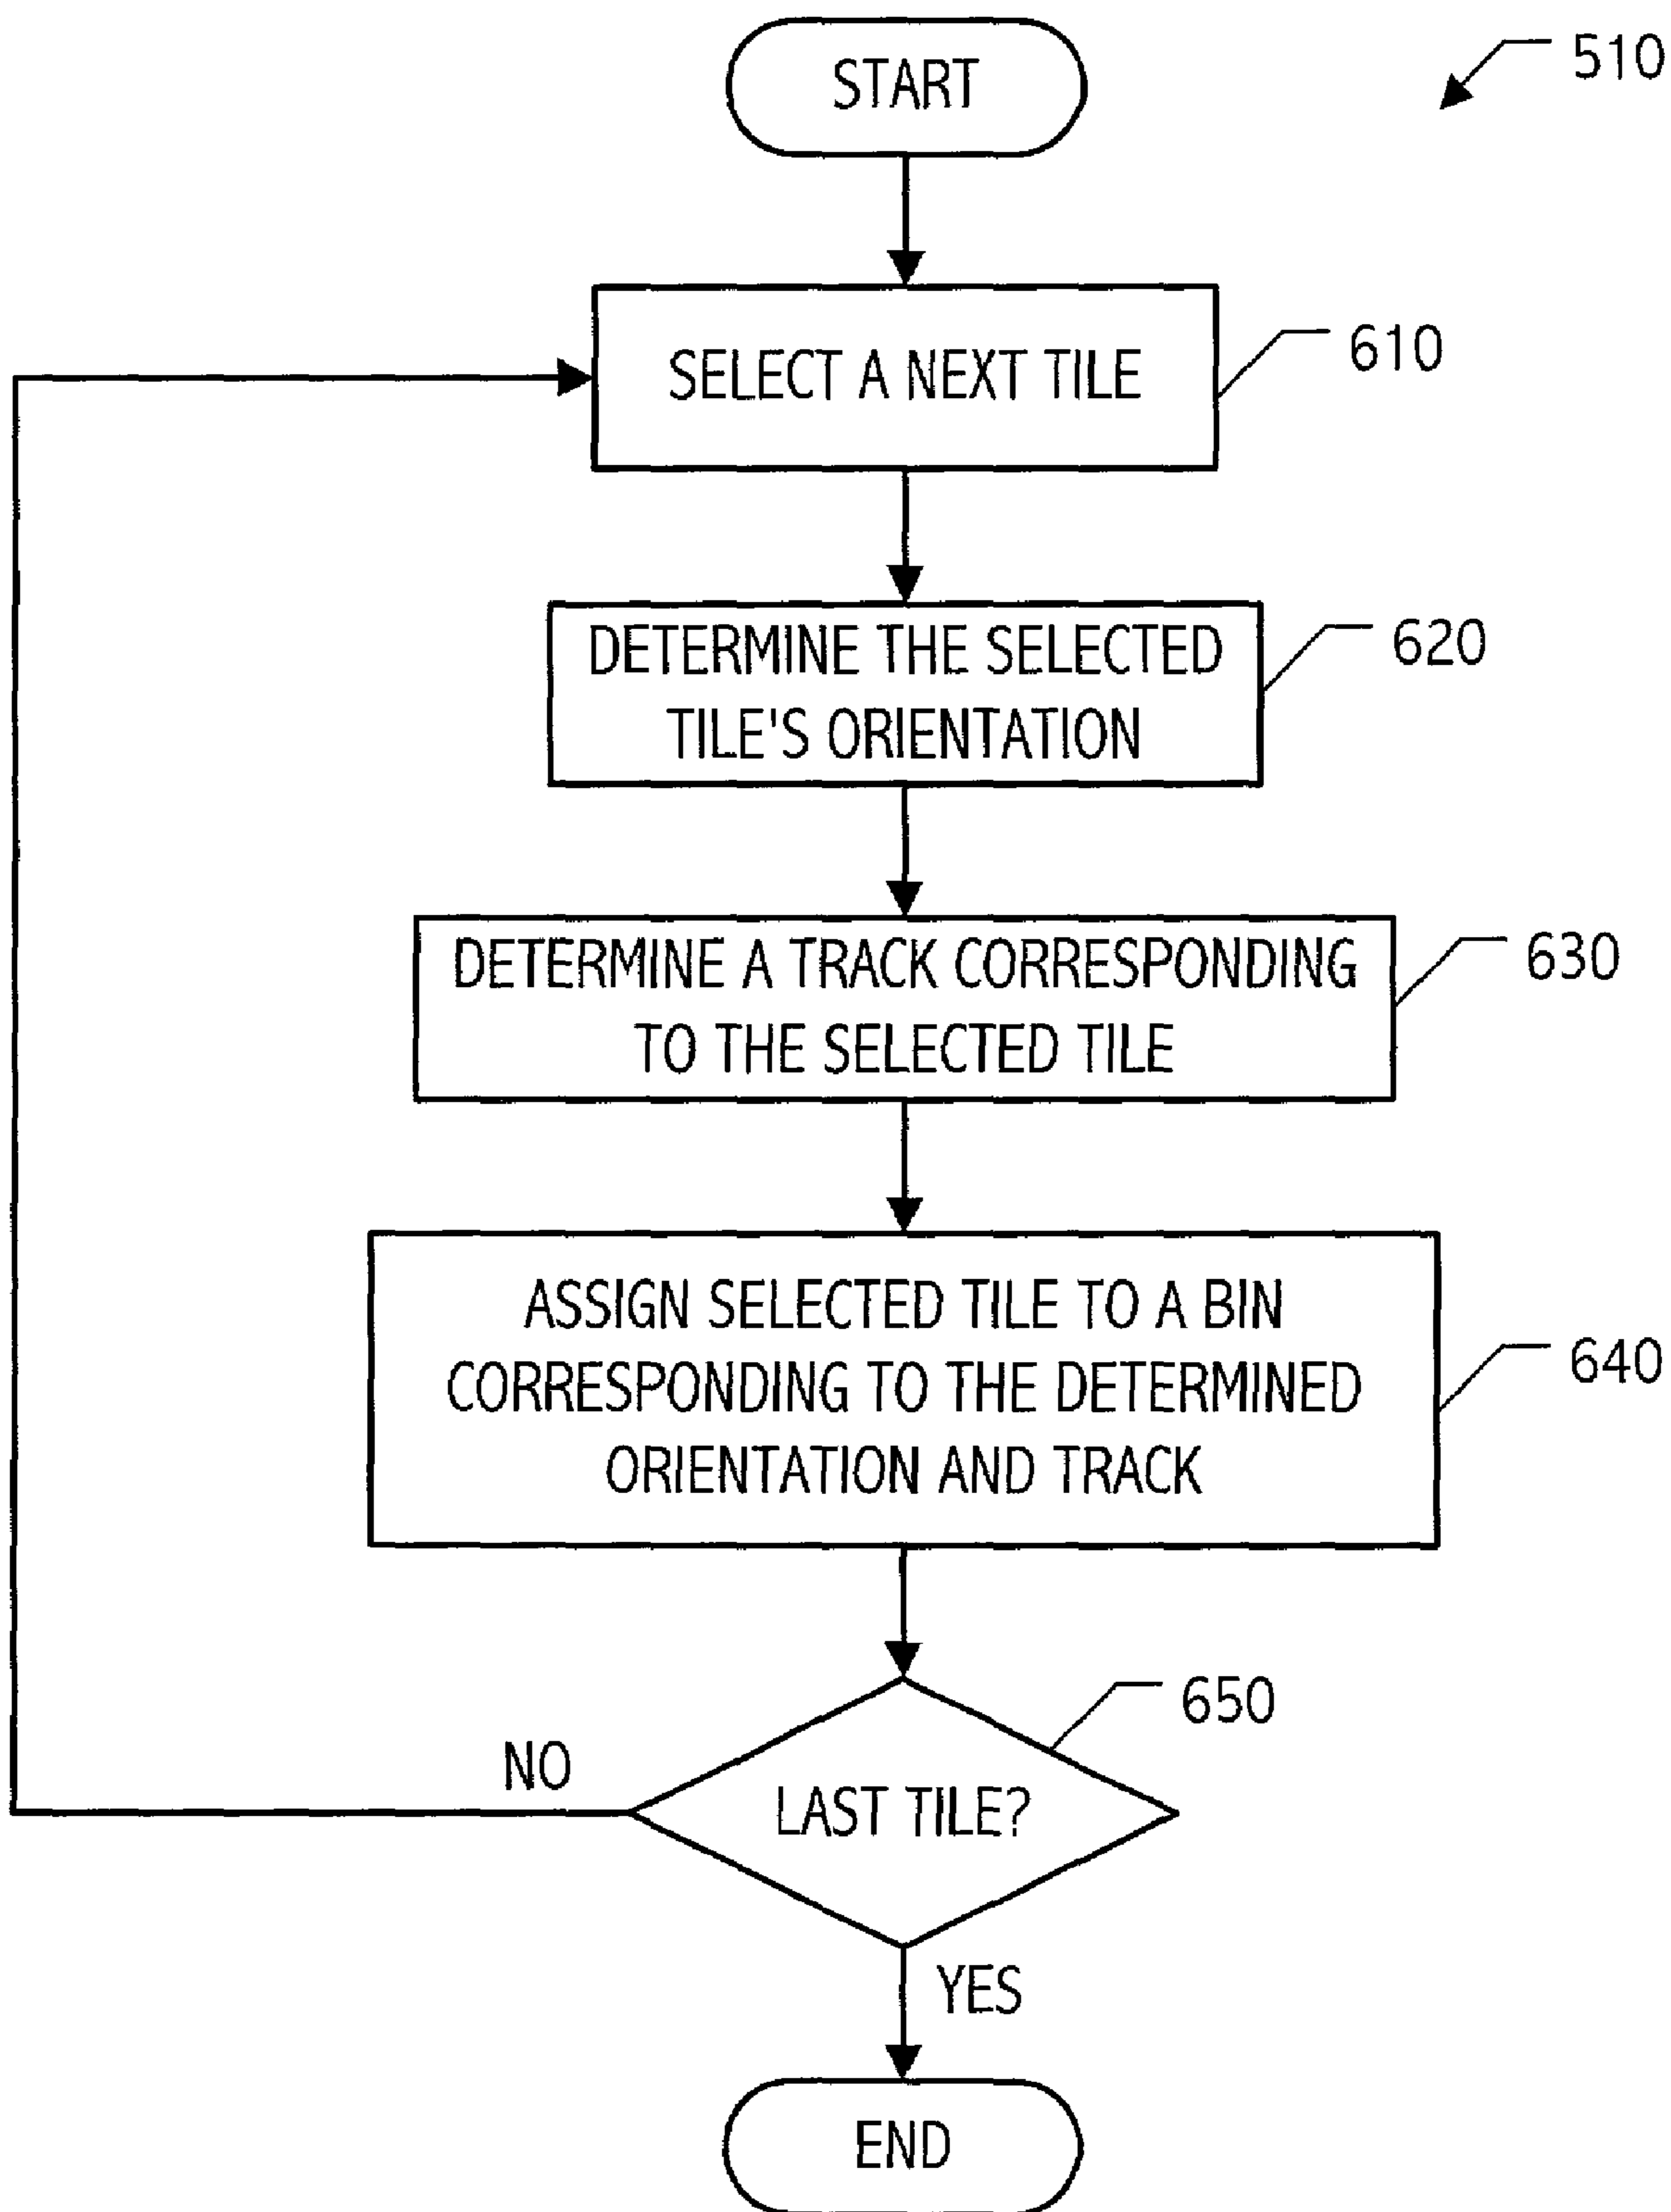 START
510
SELECT A NEXT TILE
610
DETERMINE THE SELECTED
TILE'S ORIENTATION
620
DETERMINE A TRACK CORRESPONDING
TO THE SELECTED TILE
630
ASSIGN SELECTED TILE TO A BIN
CORRESPONDING TO THE DETERMINED
ORIENTATION AND TRACK
640
650
NO
LAST TILE?
YES
END